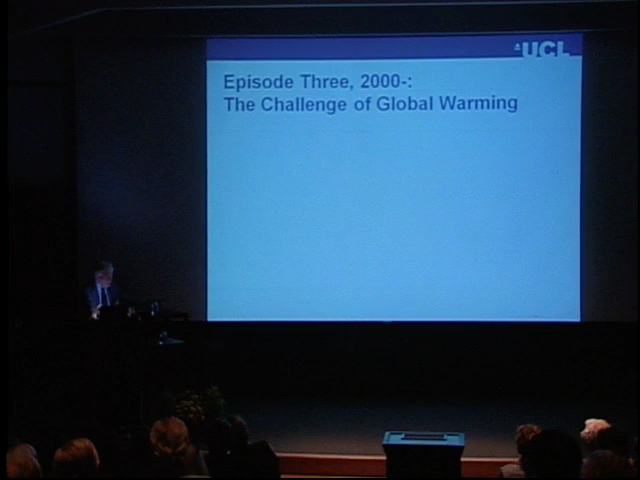 UCL
Episode Three, 2000-:
The Challenge of Global Warming